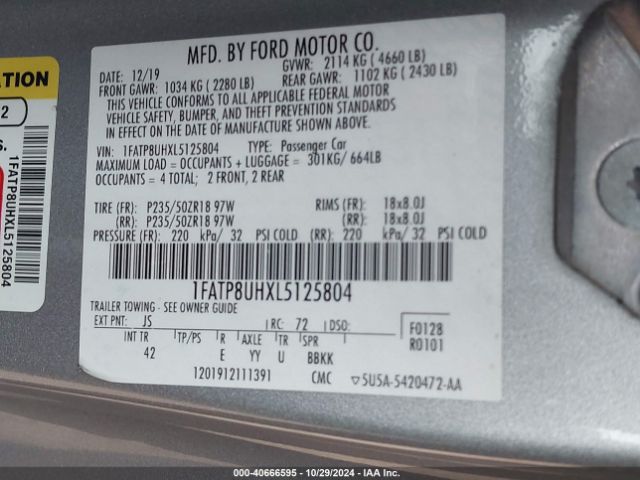 MFD. BY FORD MOTOR CO.
DATE: 12/19
GVWR: 2114 KG ( 4660 LB)
FRONT GAWR: 1034 KG ( 2280 LB)
REAR GAWR: 1102 KG ( 2430 LB)
THIS VEHICLE CONFORMS TO ALL APPLICABLE FEDERAL MOTOR
VEHICLE SAFETY, BUMPER, AND THEFT PREVENTION STANDARDS
IN EFFECT ON THE DATE OF MANUFACTURE SHOWN ABOVE.
VIN: 1FATP8UHXL5125804 TYPE: Passenger Car
MAXIMUM LOAD = OCCUPANTS + LUGGAGE = 301KG/ 664LB
OCCUPANTS = 4 TOTAL; 2 FRONT, 2 REAR
TIRE (FR): P235/50ZR18 97W RIMS (FR): 18x8.0J
(RR): P235/50ZR18 97W (RR): 18x8.0J
PRESSURE (FR): 220 kPa/ 32 PSI COLD (RR): 220 kPa/ 32 PSI COLD
1FATP8UHXL5125804
TRAILER TOWING - SEE OWNER GUIDE
EXT PNT: JS RC: 72 DSO: F0128
R0101
INT TR TP/PS R AXLE TR SPR
42 E YY U BBKK
1201912111391 CMC 5U5A-5420472-AA
ATION
2
1FATP8UHXL5125804
000-40666595 - 10/29/2024 - IAAI.COM